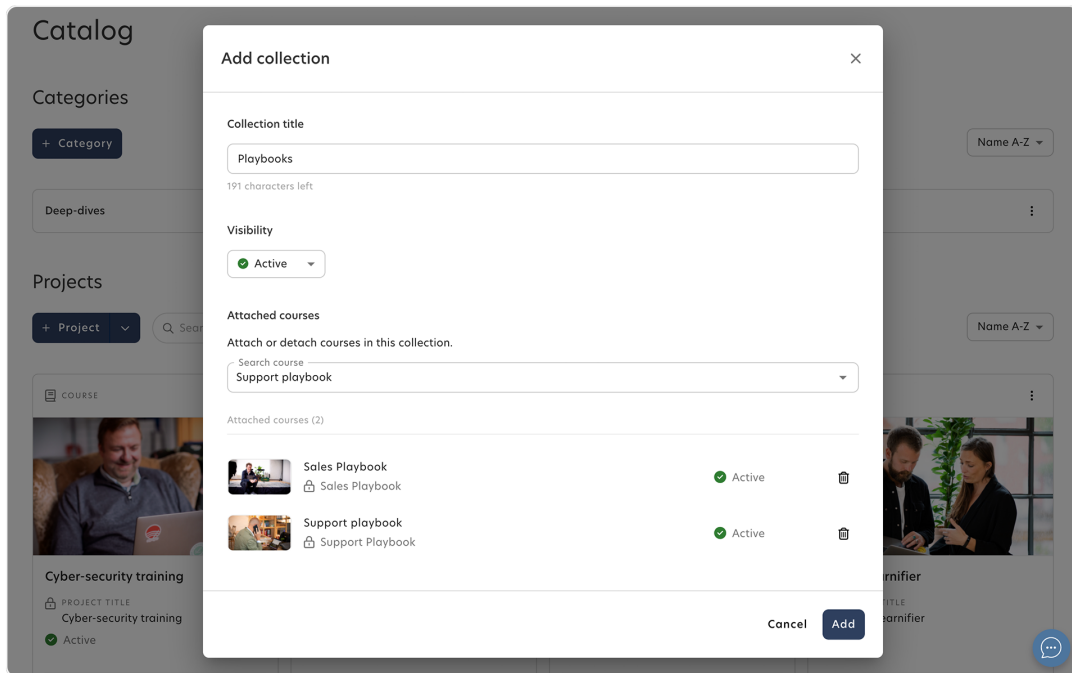 Catalog
Add collection
Categories
Collection title
+ Category
Name A-Z
Playbooks
191 characters left
Deep-dives
Visibility
Active
Projects
Attached courses
+ Project
Name A-Z
Attach or detach courses in this collection.
Search course
Support playbook
COURSE
Attached courses (2)
Sales Playbook
Sales Playbook
Active
Support playbook
Support Playbook
Active
Cyber-security training
PROJECT TITLE
Cyber-security training
Active
Cancel
Add